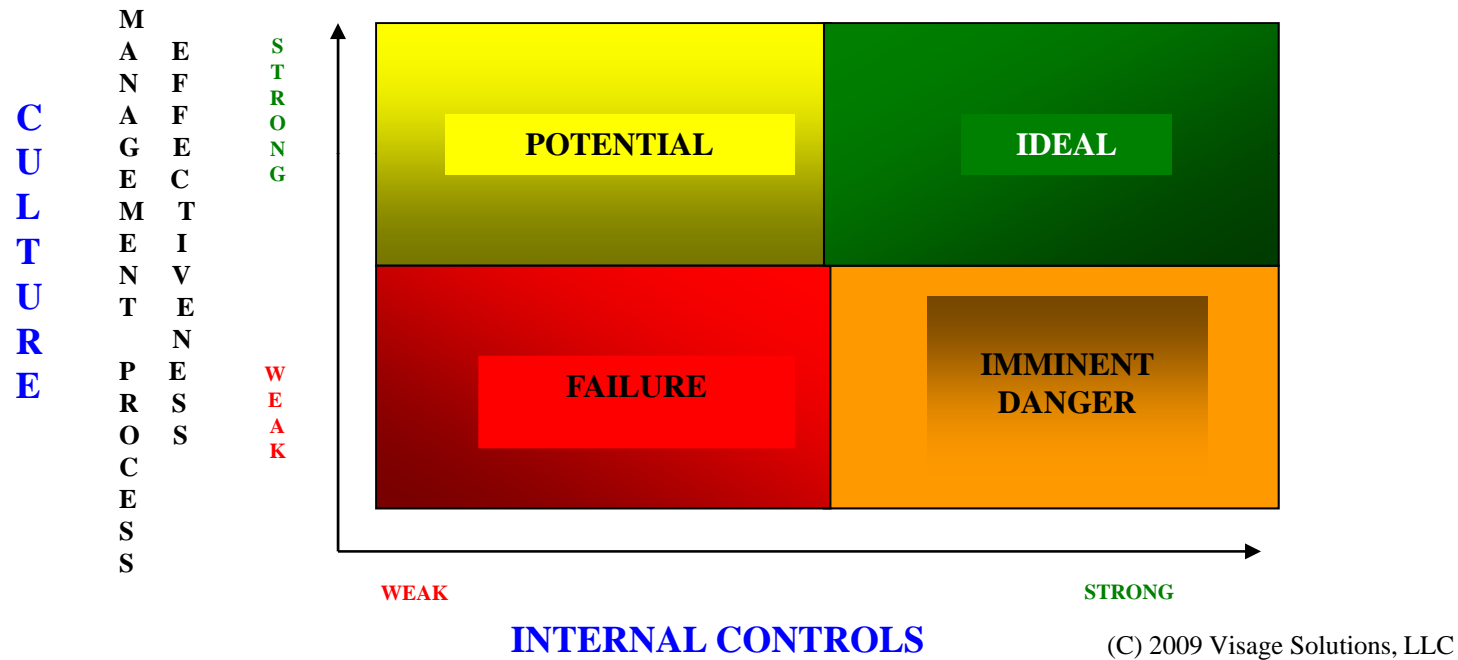 CULTURE
MANAGEMENT PROCESS
EFFECTIVENESS
STRONG
WEAK
POTENTIAL
IDEAL
FAILURE
IMMINENT
DANGER
WEAK
STRONG
INTERNAL CONTROLS
(C) 2009 Visage Solutions, LLC